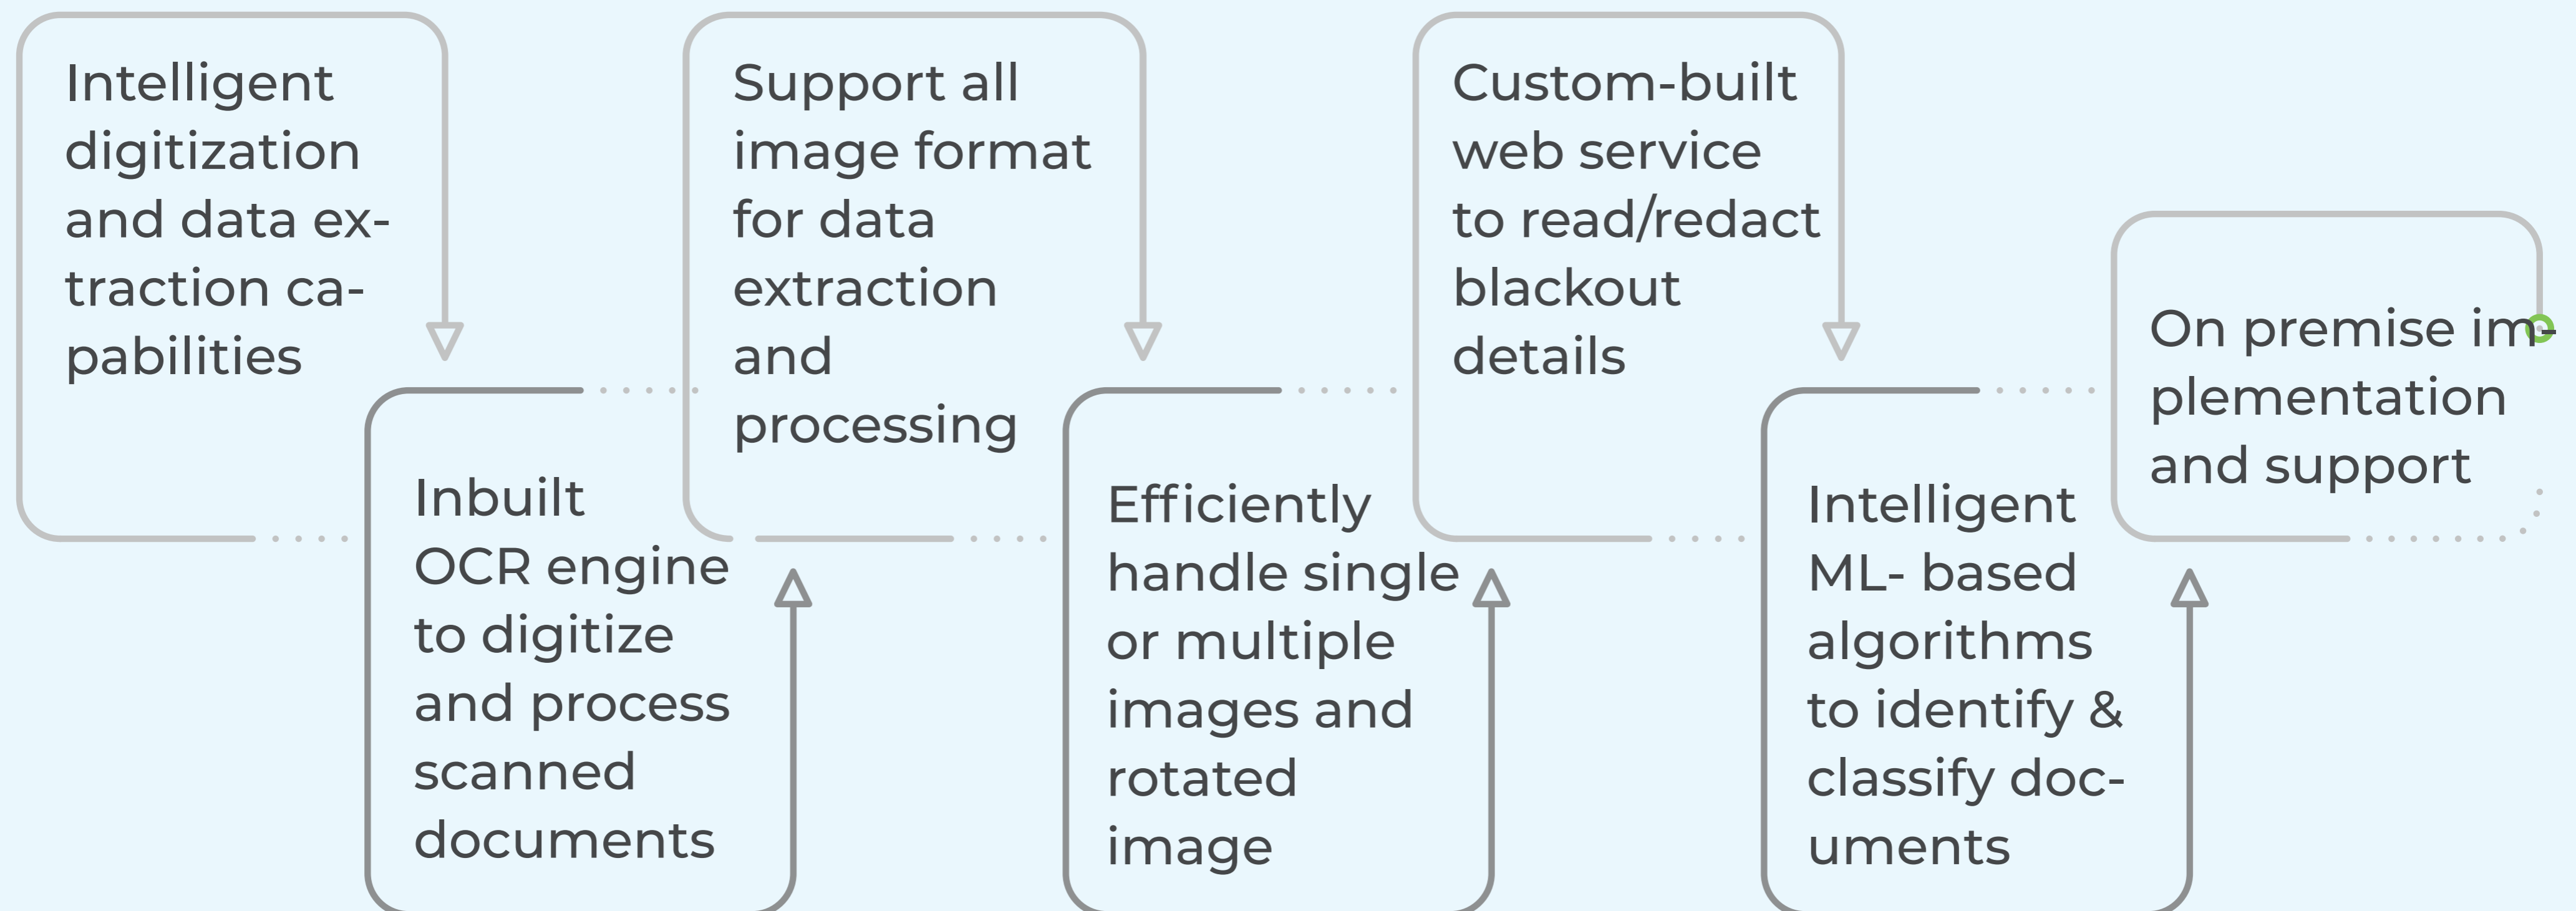 Intelligent
digitization
and data ex-
traction ca-
pabilities
Inbuilt
OCR engine
to digitize
and process
scanned
documents
Support all
image format
for data
extraction
and
processing
Efficiently
handle single
or multiple
images and
rotated
image
Custom-built
web service
to read/redact
blackout
details
Intelligent
ML- based
algorithms
to identify &
classify doc-
uments
On premise im-
plementation
and support